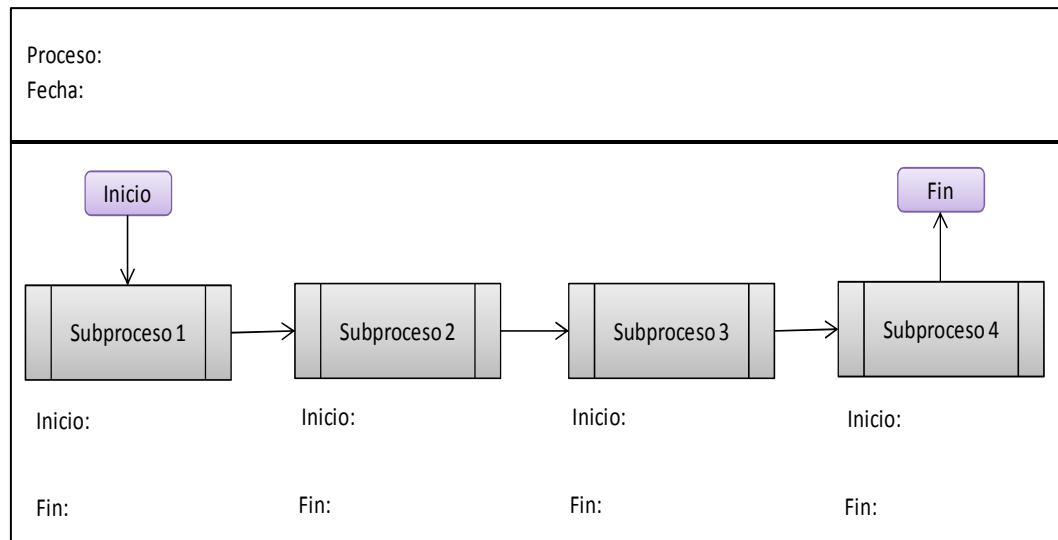 Proceso:
Fecha:
Inicio
Fin
Subproceso 1
Subproceso 2
Subproceso 3
Subproceso 4
Inicio:
Inicio:
Inicio:
Inicio:
Fin:
Fin:
Fin:
Fin: